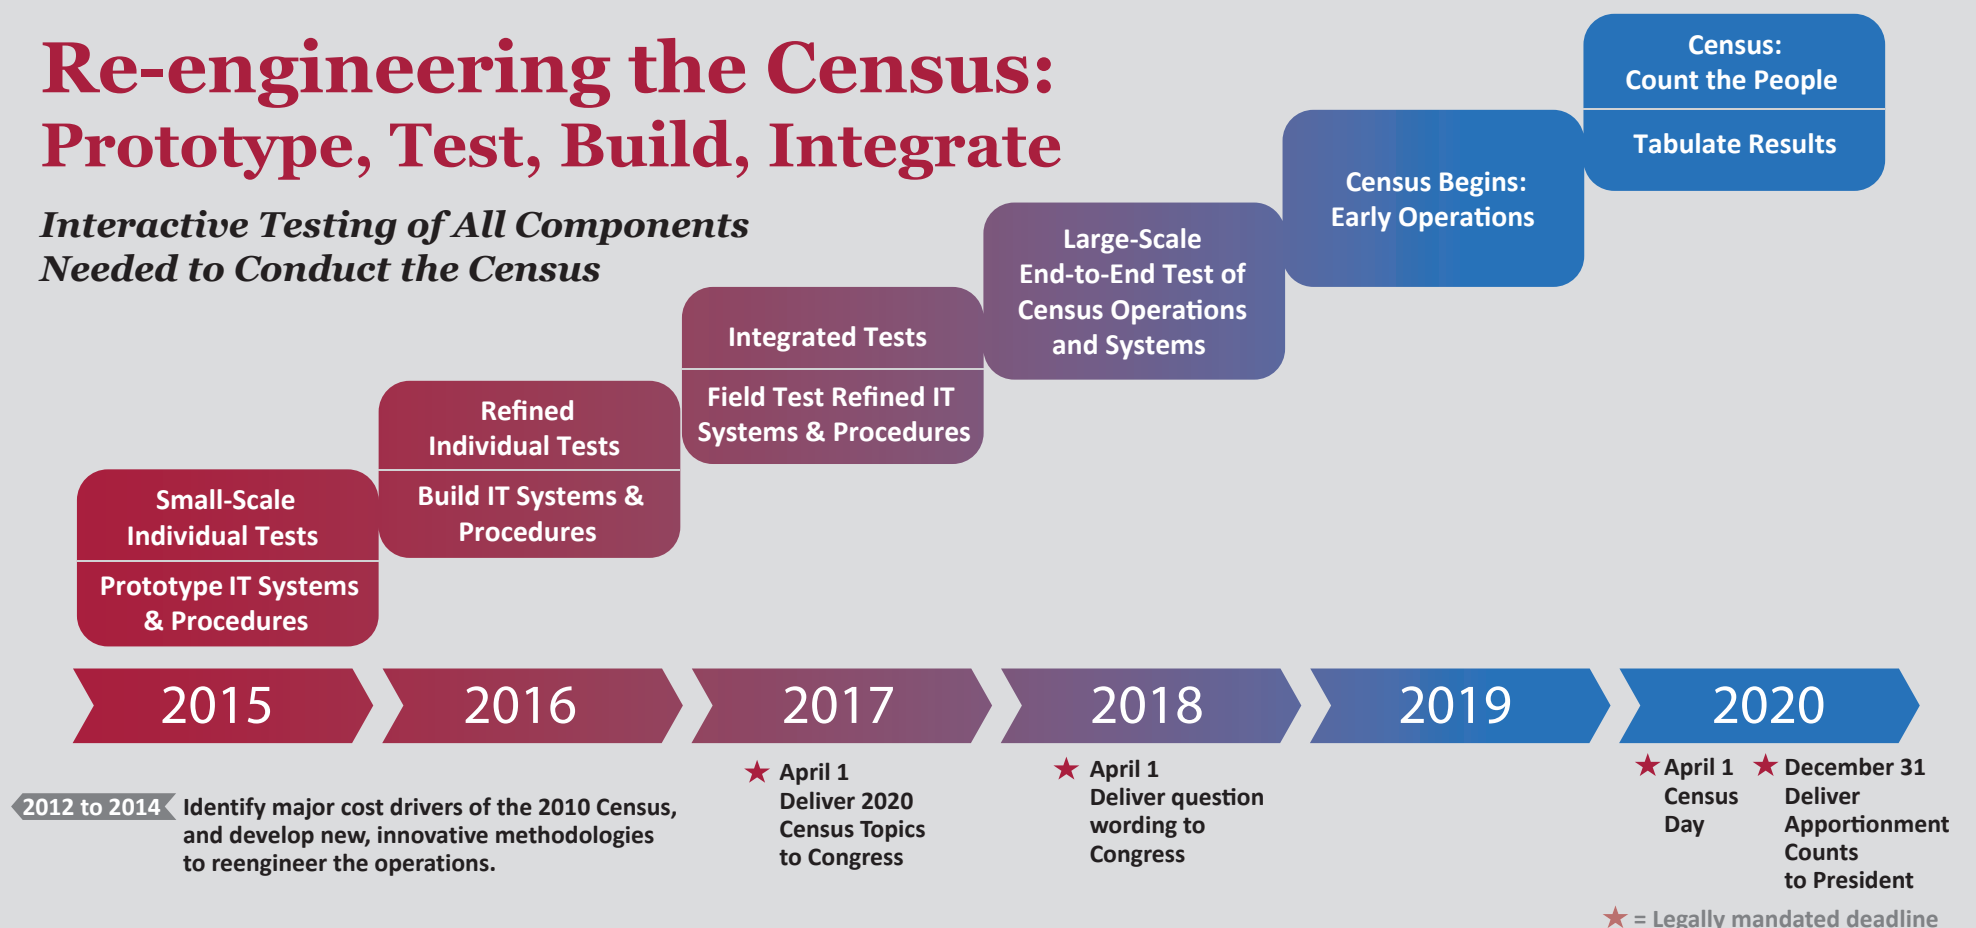 Re-engineering the Census:
Prototype, Test, Build, Integrate
Interactive Testing of All Components
Needed to Conduct the Census
Small-Scale
Individual Tests
Prototype IT Systems
& Procedures
Refined
Individual Tests
Build IT Systems &
Procedures
Integrated Tests
Field Test Refined IT
Systems & Procedures
Large-Scale
End-to-End Test of
Census Operations
and Systems
Census Begins:
Early Operations
Census:
Count the People
Tabulate Results
2015
2016
2017
2018
2019
2020
2012 to 2014
Identify major cost drivers of the 2010 Census,
and develop new, innovative methodologies
to reengineer the operations.
April 1
Deliver 2020
Census Topics
to Congress
April 1
Deliver question
wording to
Congress
April 1
Census
Day
December 31
Deliver
Apportionment
Counts
to President
= Legally mandated deadline